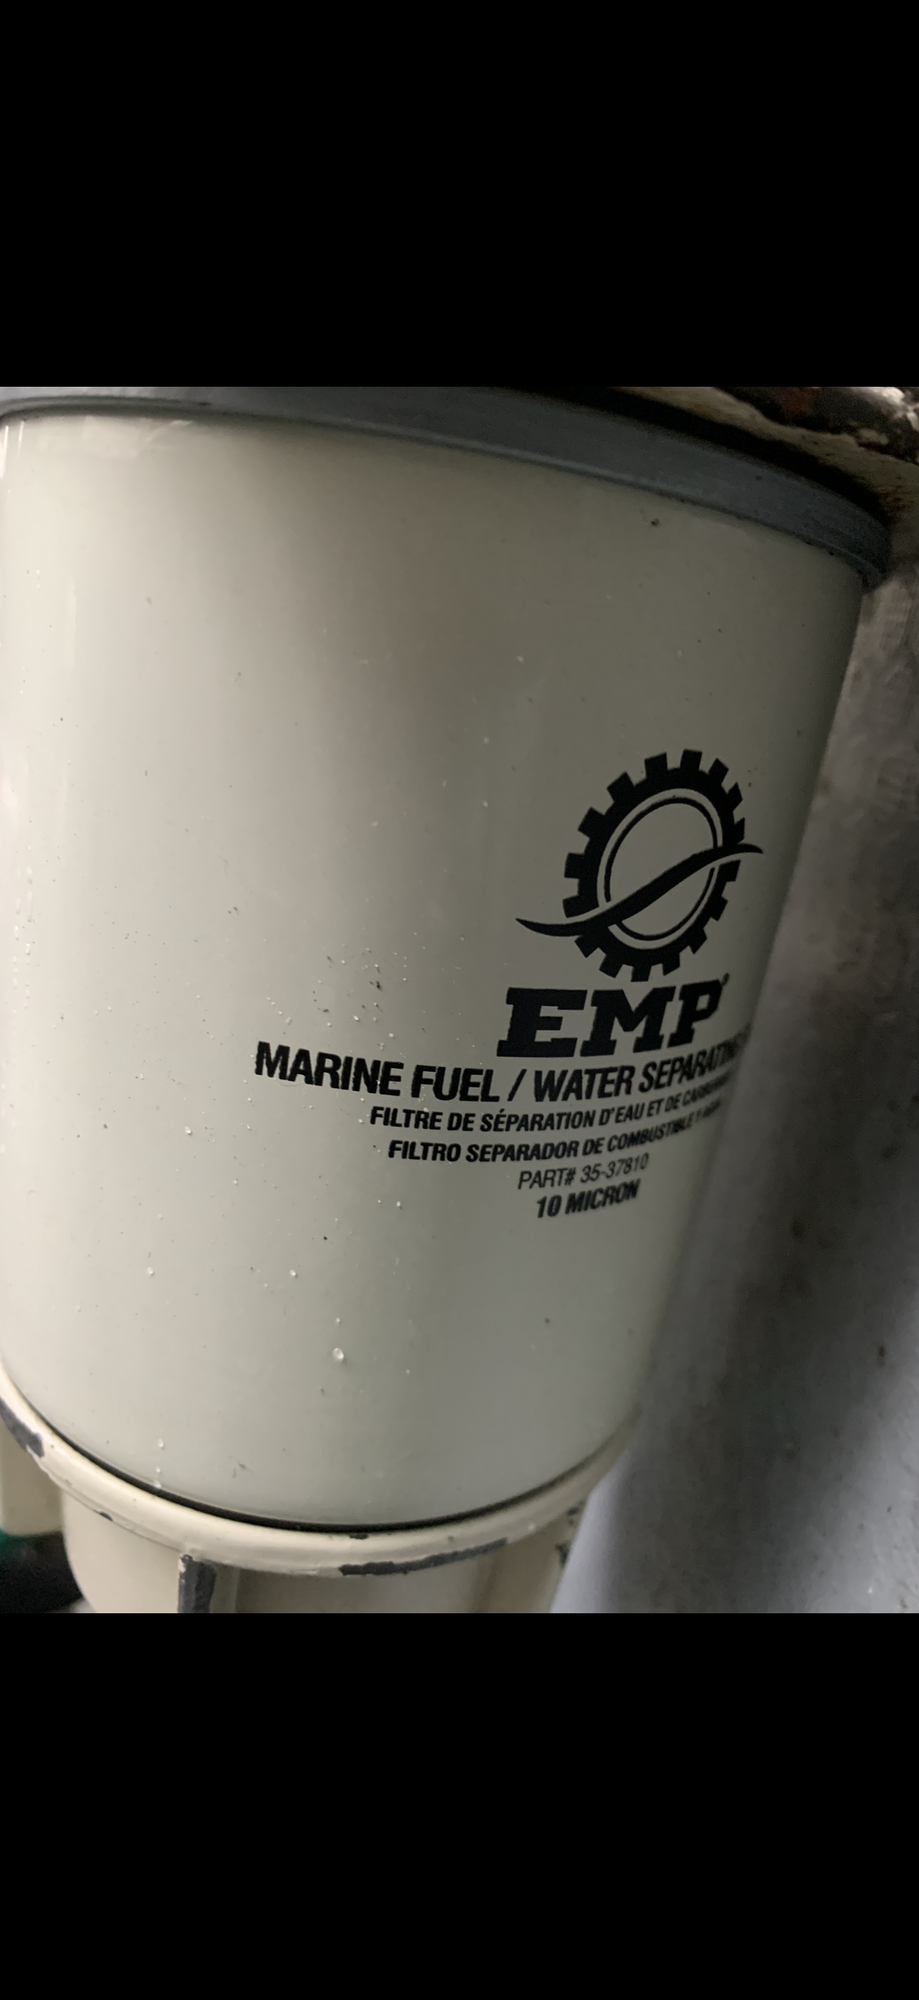 EMP
MARINE FUEL / WATER SEPARATING
FILTRE DE SÉPARATION D'EAU ET DE
FILTRO SEPARADOR DE COMBUSTIBLE Y
PART# 35-37810
10 MICRON